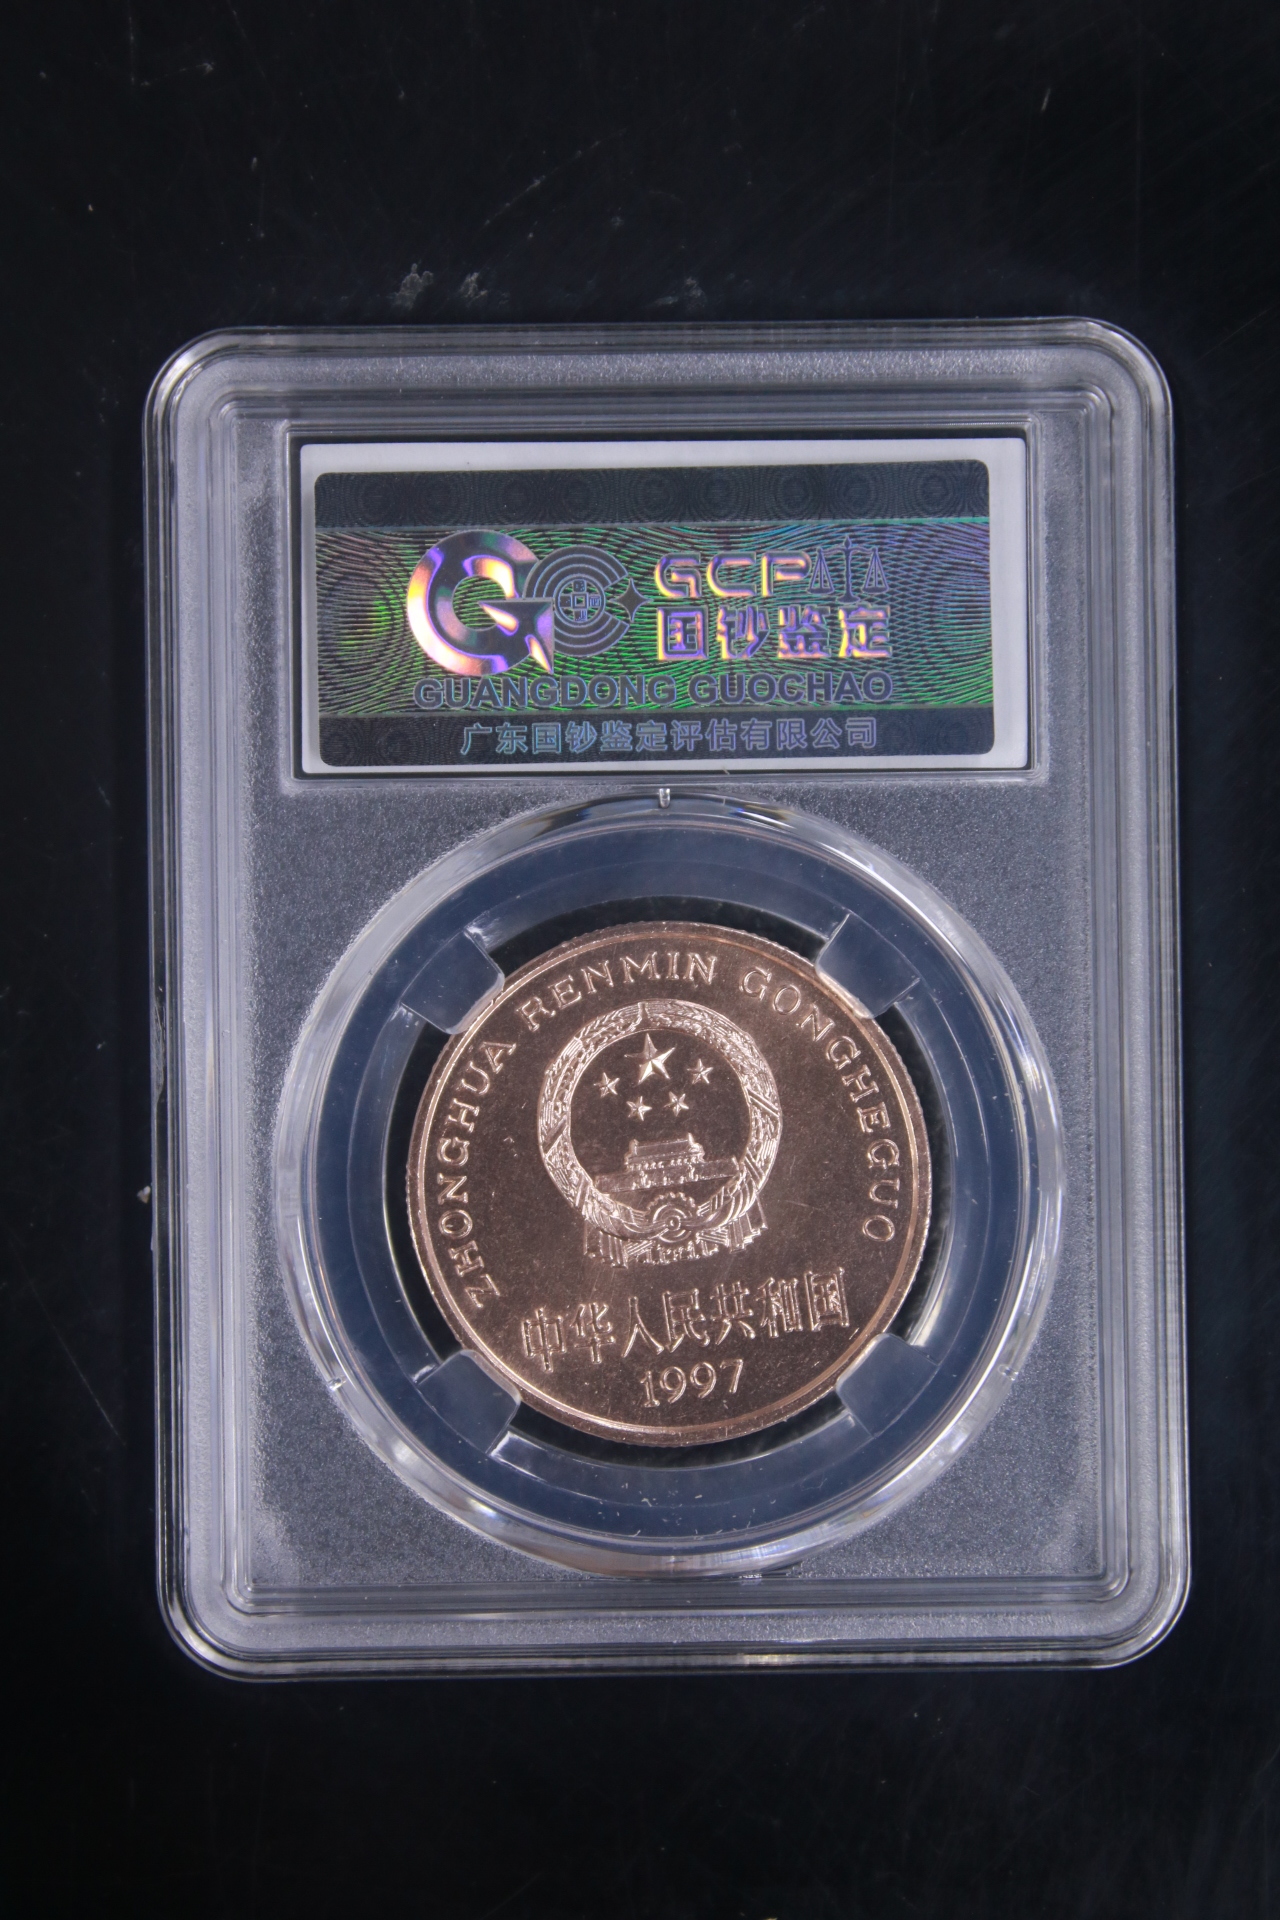 GCP
国钞鉴定
GUANGDONG GUOCHAO
广东国钞鉴定评估有限公司
ZHONGHUA RENMIN GONGHEGUO
中华人民共和国
1997